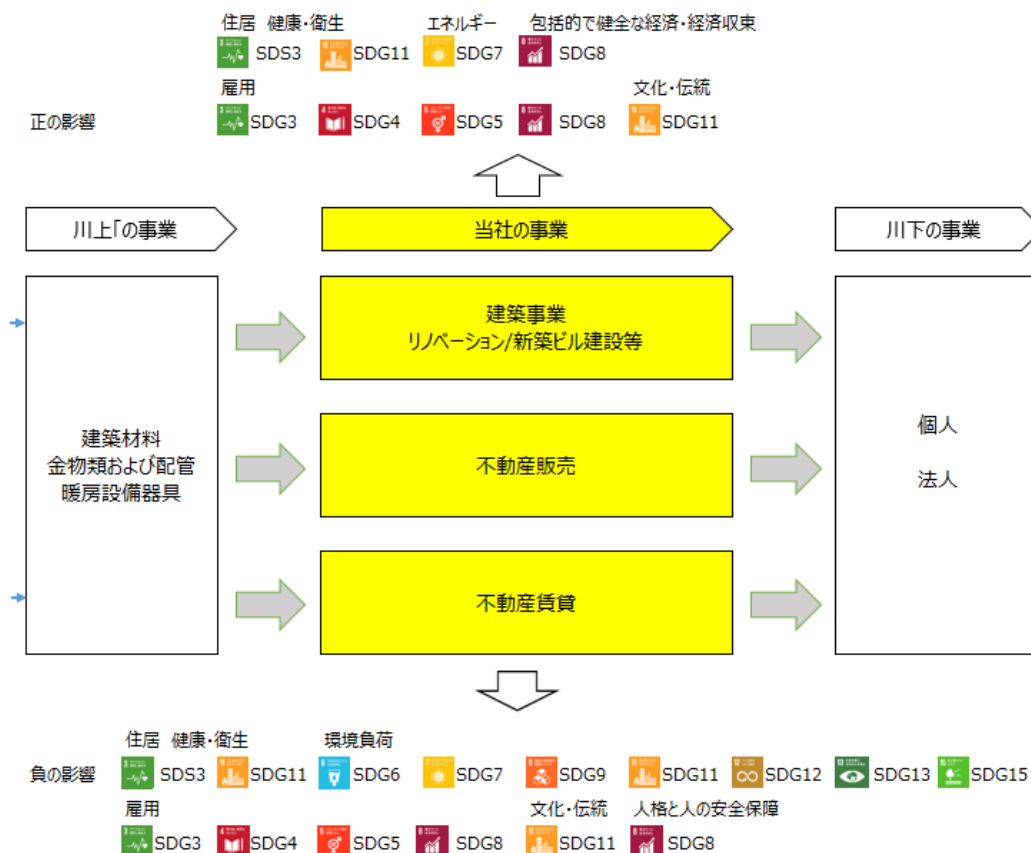 住居 健康・衛生 エネルギー 包括的で健全な経済・経済収束
SDS3 SDG11 SDG7 SDG8
雇用 文化・伝統
正の影響 SDG3 SDG4 SDG5 SDG8 SDG11
川上「の事業 当社の事業 川下の事業
建築事業
リノベーション/新築ビル建設等
建築材料
金物類および配管
暖房設備器具
不動産販売
個人
法人
不動産賃貸
住居 健康・衛生 環境負荷
負の影響 SDS3 SDG11 SDG6 SDG7 SDG9 SDG11 SDG12 SDG13 SDG15
雇用 文化・伝統 人格と人の安全保障
SDG3 SDG4 SDG5 SDG8 SDG11 SDG8